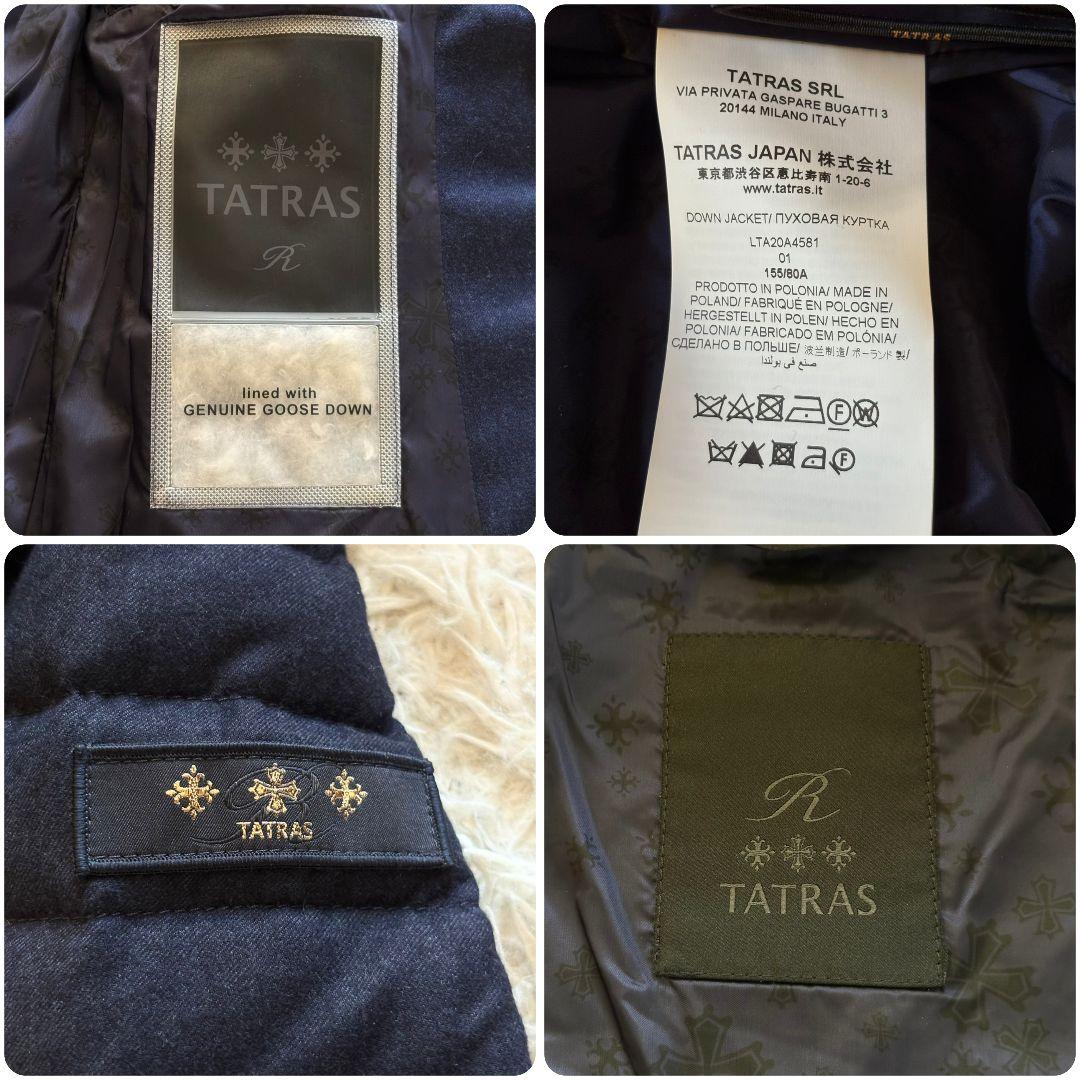 TATRAS
R
lined with
GENUINE GOOSE DOWN
TATRAS
TATRAS SRL
VIA PRIVATA GASPARE BUGATTI 3
20144 MILANO ITALY
TATRAS JAPAN 株式会社
東京都渋谷区恵比寿南 1-20-6
www.tatras.it
DOWN JACKET/ ПУХОВАЯ КУРТКА
LTA20A4581
01
155/80A
PRODOTTO IN POLONIA/ MADE IN
POLAND/ FABRIQUÉ EN POLOGNE/
HERGESTELLT IN POLEN/ HECHO EN
POLONIA/ FABRICADO EM POLÓNIA/
СДЕЛАНО В ПОЛЬШЕ/ 波兰制造/ ポーランド製/
صنع في بولندا
F W
F
TATRAS
R
TATRAS